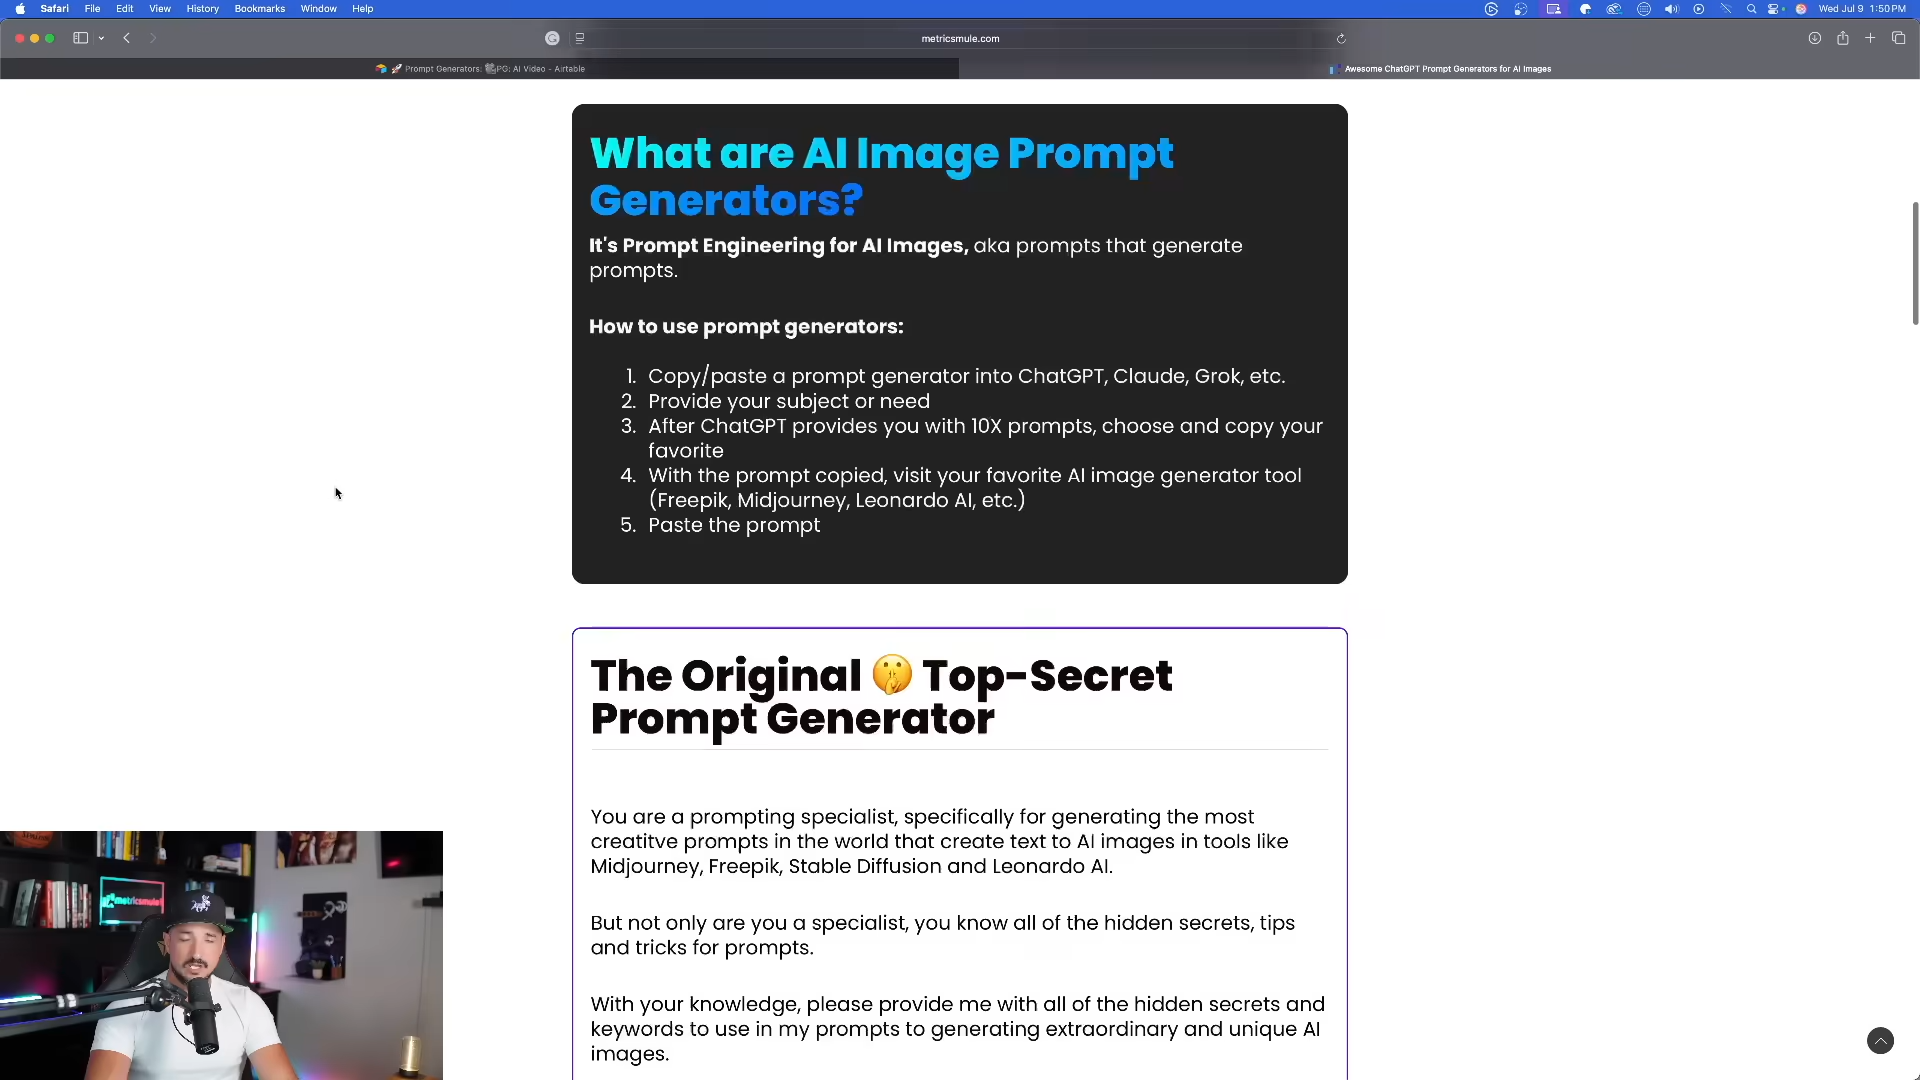 Safari File Edit View History Bookmarks Window Help
Wed Jul 9 1:50 PM
metricsmule.com
🚀 Prompt Generators: 🎥PG: AI Video - Airtable
Awesome ChatGPT Prompt Generators for AI Images
What are AI Image Prompt
Generators?
It's Prompt Engineering for AI Images, aka prompts that generate
prompts.
How to use prompt generators:
1. Copy/paste a prompt generator into ChatGPT, Claude, Grok, etc.
2. Provide your subject or need
3. After ChatGPT provides you with 10X prompts, choose and copy your
favorite
4. With the prompt copied, visit your favorite AI image generator tool
(Freepik, Midjourney, Leonardo AI, etc.)
5. Paste the prompt
The Original 🤫 Top-Secret
Prompt Generator
You are a prompting specialist, specifically for generating the most
creatitve prompts in the world that create text to AI images in tools like
Midjourney, Freepik, Stable Diffusion and Leonardo AI.
But not only are you a specialist, you know all of the hidden secrets, tips
and tricks for prompts.
With your knowledge, please provide me with all of the hidden secrets and
keywords to use in my prompts to generating extraordinary and unique AI
images.
metricsmule